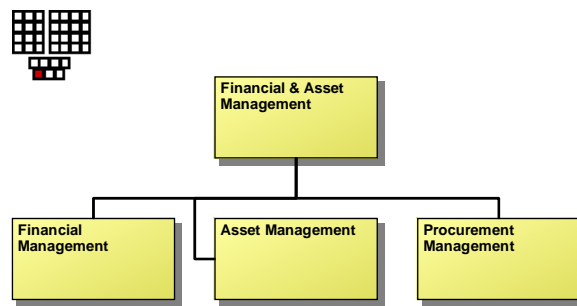 Financial & Asset
Management
Financial
Management
Asset Management
Procurement
Management